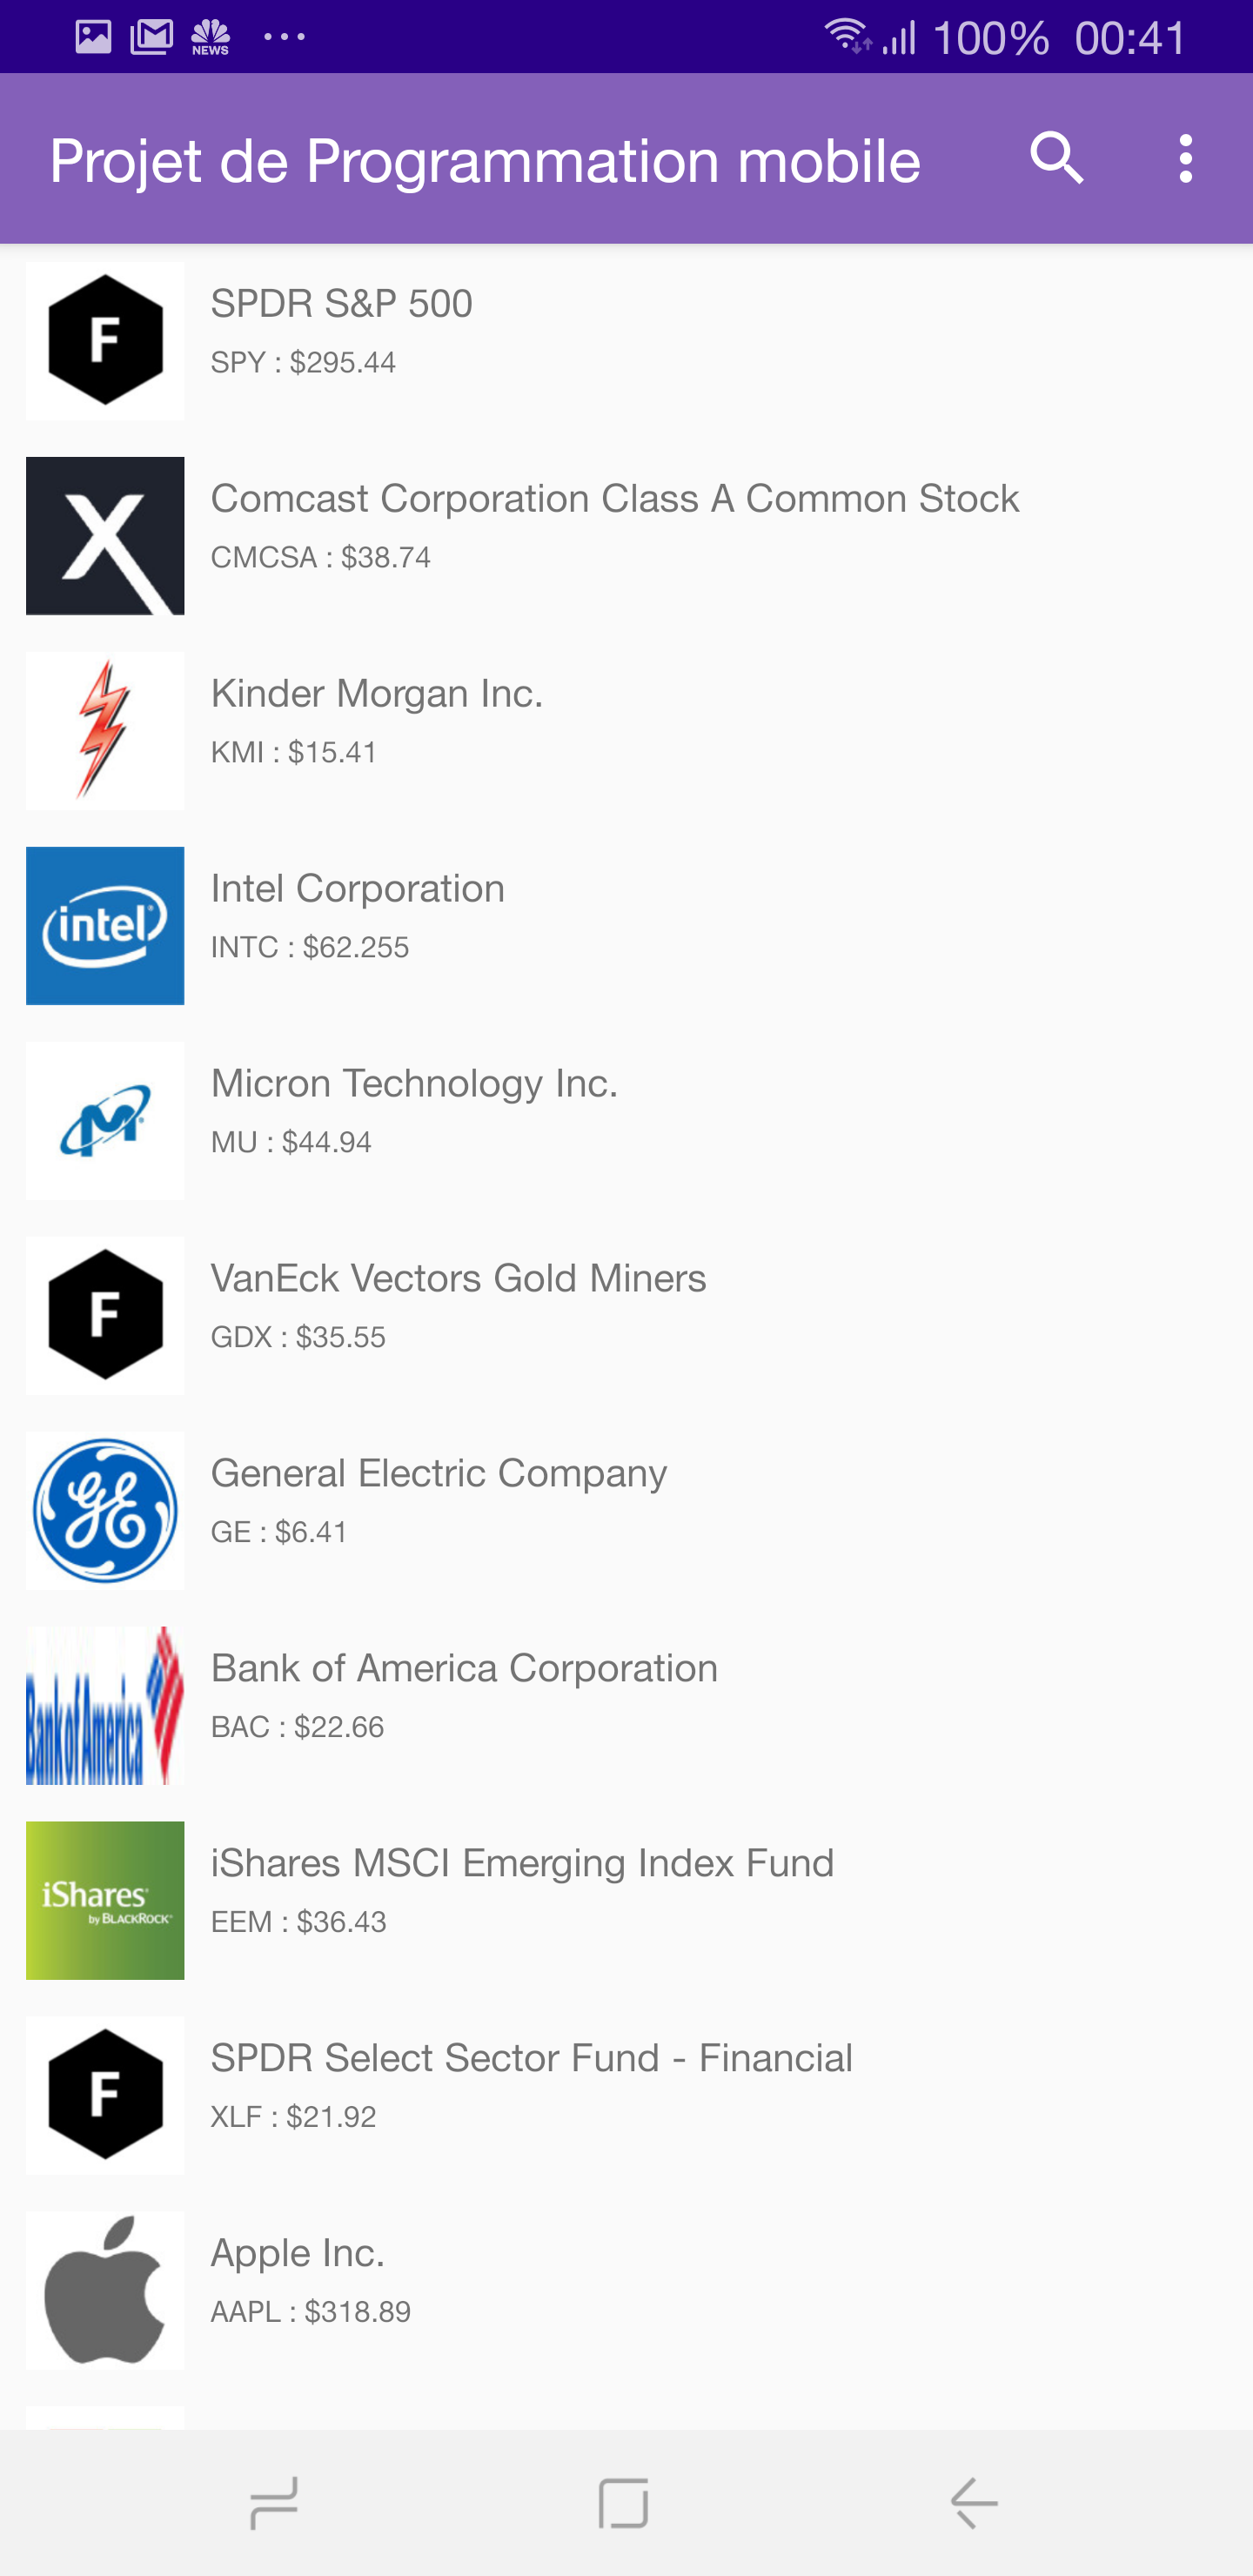 NEWS
100% 00:41
Projet de Programmation mobile
F
SPDR S&P 500
SPY : $295.44
X
Comcast Corporation Class A Common Stock
CMCSA : $38.74
Kinder Morgan Inc.
KMI : $15.41
intel
Intel Corporation
INTC : $62.255
M
Micron Technology Inc.
MU : $44.94
F
VanEck Vectors Gold Miners
GDX : $35.55
GE
General Electric Company
GE : $6.41
Bank of America
Bank of America Corporation
BAC : $22.66
iShares
by BLACKROCK
iShares MSCI Emerging Index Fund
EEM : $36.43
F
SPDR Select Sector Fund - Financial
XLF : $21.92
Apple Inc.
AAPL : $318.89